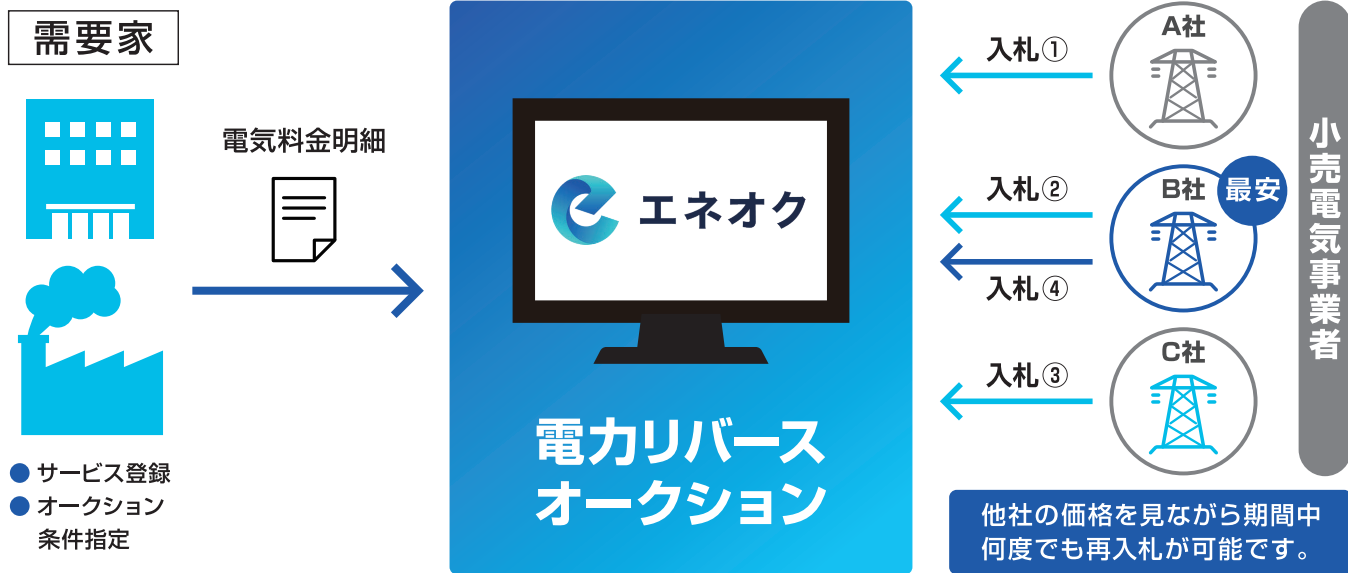 需要家
電気料金明細
● サービス登録
● オークション
条件指定
エネオク
電力リバース
オークション
入札①
A社
入札②
B社
最安
入札④
入札③
C社
小売電気事業者
他社の価格を見ながら期間中
何度でも再入札が可能です。